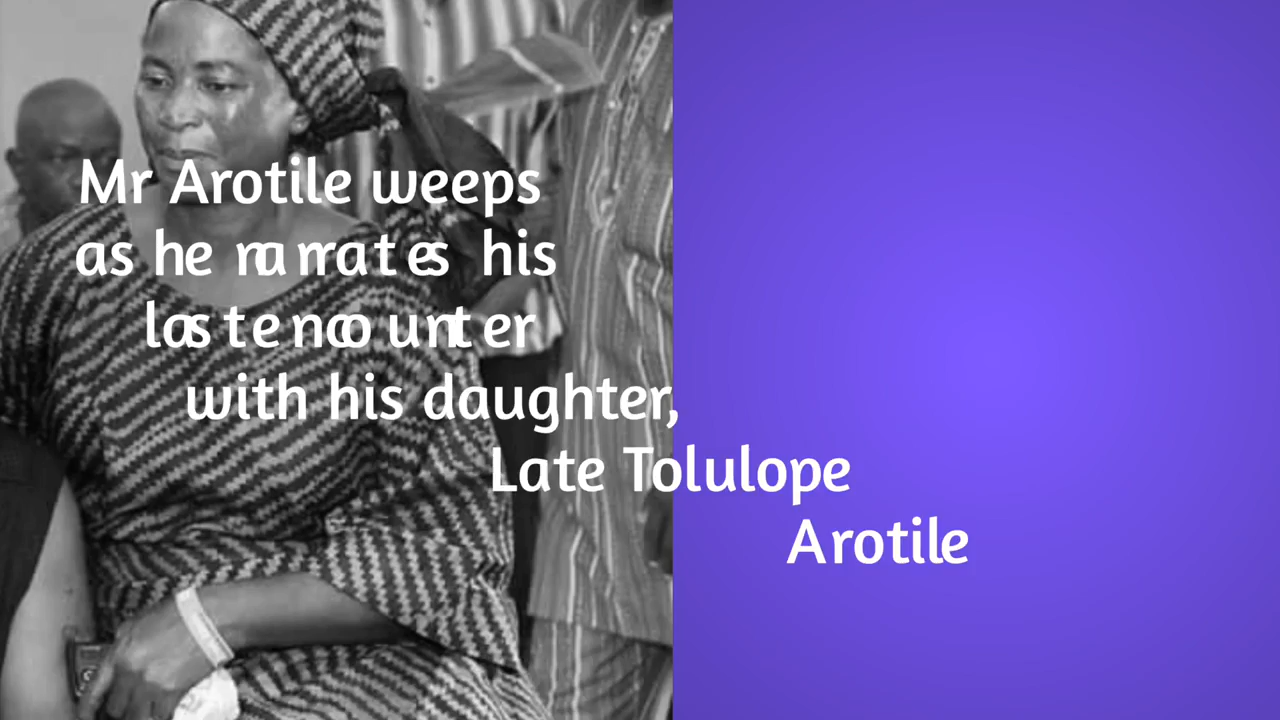 Mr Arotile weeps
as he narrates his
last encounter
with his daughter,
Late Tolulope
Arotile